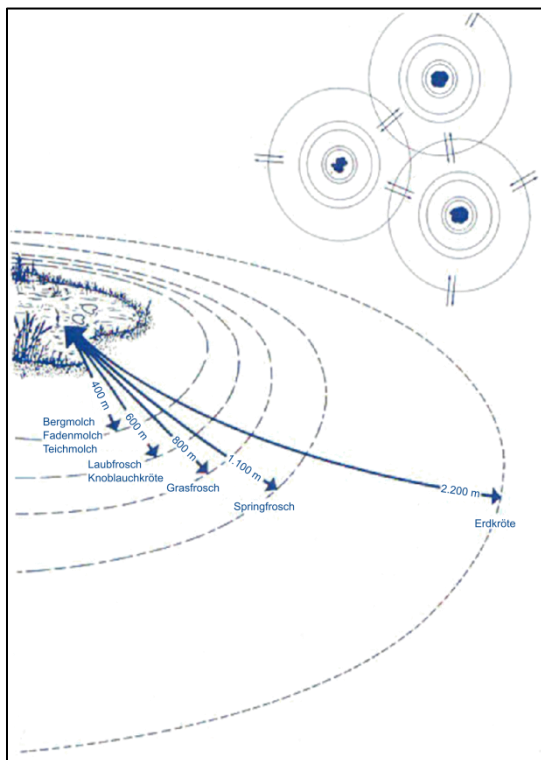 400 m
600 m
800 m
1.100 m
2.200 m
Bergmolch
Fadenmolch
Teichmolch
Laubfrosch
Knoblauchkröte
Grasfrosch
Springfrosch
Erdkröte